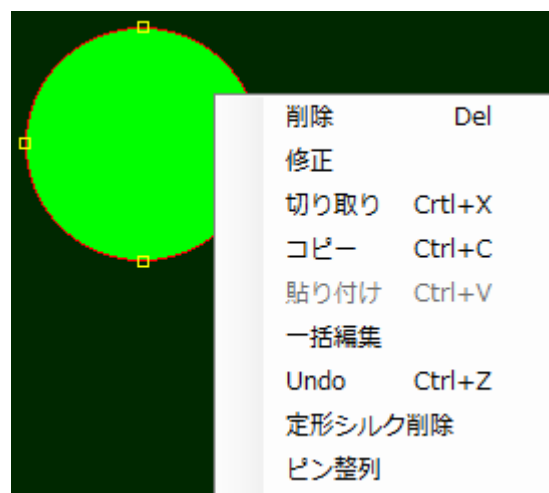 削除 Del
修正
切り取り Crtl+X
コピー Ctrl+C
貼り付け Ctrl+V
一括編集
Undo Ctrl+Z
定形シルク削除
ピン整列